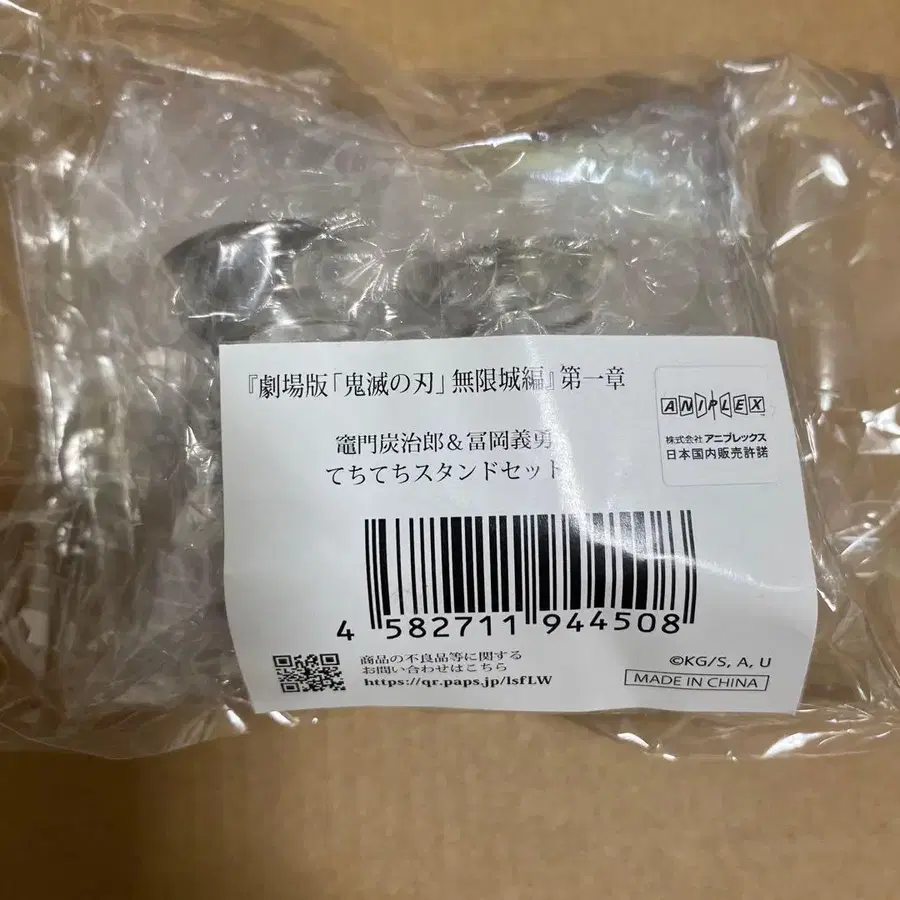 『劇場版「鬼滅の刃」無限城編』第一章
ANIPLEX
株式会社 アニプレックス
日本国内販売許諾
竈門炭治郎&冨岡義勇
てちてちスタンドセット
4 582711 944508
商品の不良品等に関する
お問い合わせはこちら
https://qr.paps.jp/lsfLW
©KG/S, A, U
MADE IN CHINA